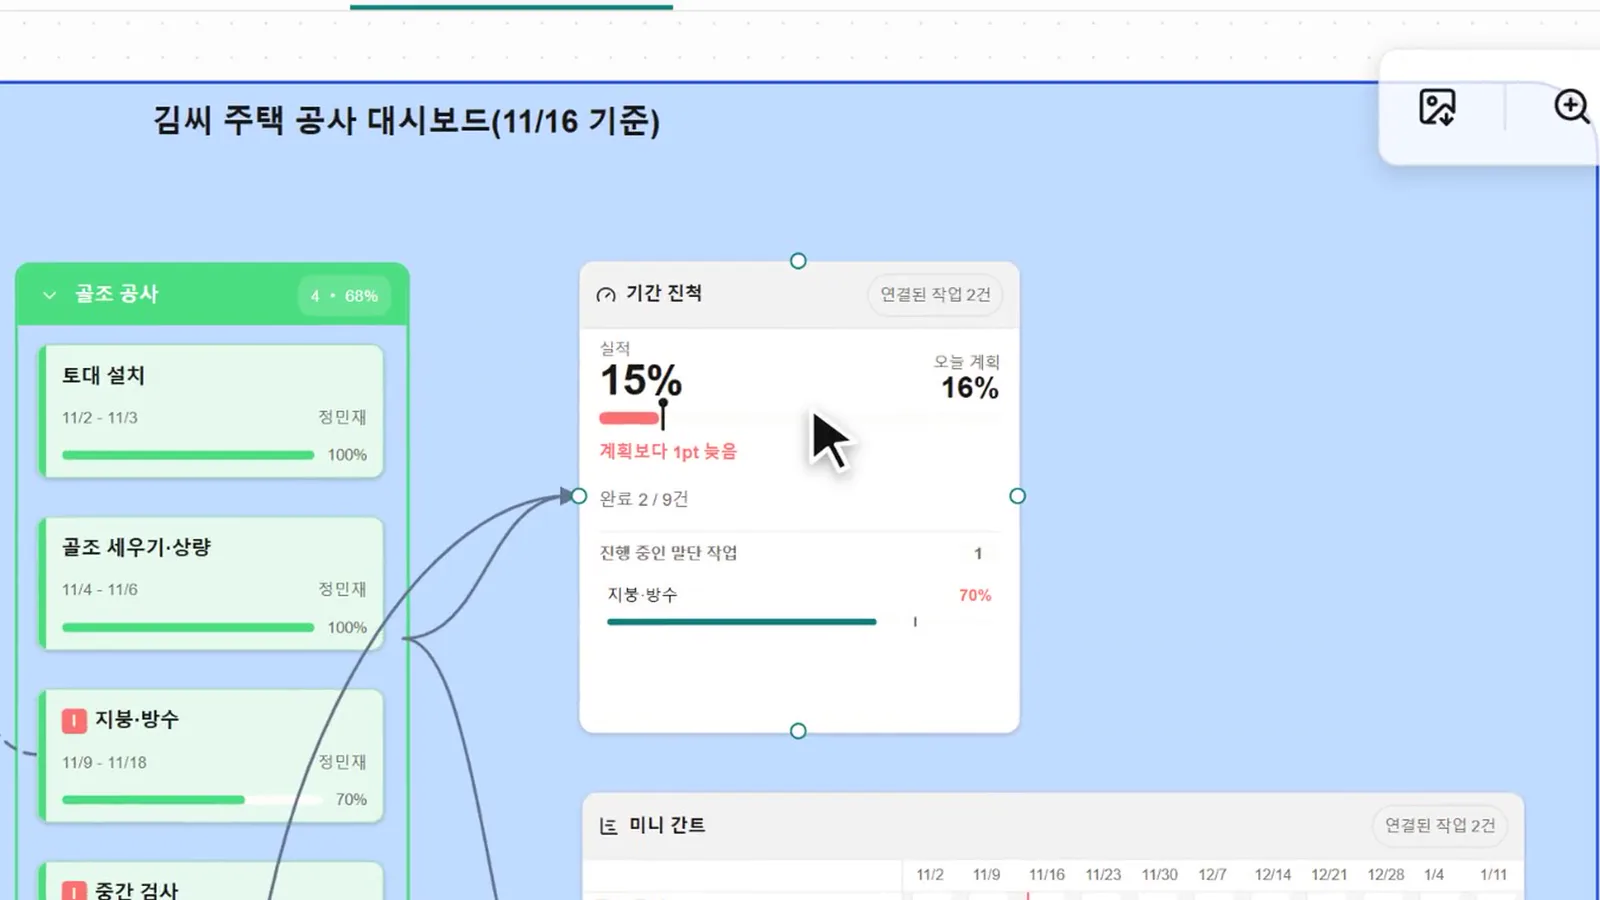 김씨 주택 공사 대시보드(11/16 기준)
골조 공사
4 • 68%
토대 설치
11/2 - 11/3
정민재
100%
골조 세우기·상량
11/4 - 11/6
정민재
100%
지붕·방수
11/9 - 11/18
정민재
70%
중간 검사
기간 진척
연결된 작업 2건
실적
15%
오늘 계획
16%
계획보다 1pt 늦음
완료 2 / 9건
진행 중인 말단 작업
1
지붕·방수
70%
미니 간트
연결된 작업 2건
11/2 11/9 11/16 11/23 11/30 12/7 12/14 12/21 12/28 1/4 1/11